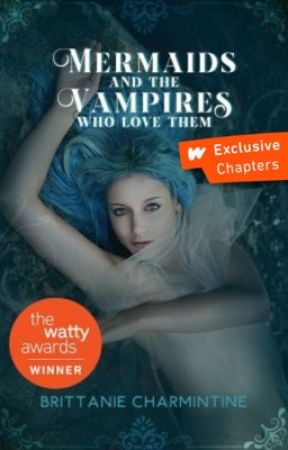 MERMAIDS
AND THE
VAMPIRES
WHO LOVE THEM
W Exclusive
Chapters
the
watty
awards
WINNER
BRITTANIE CHARMINTINE